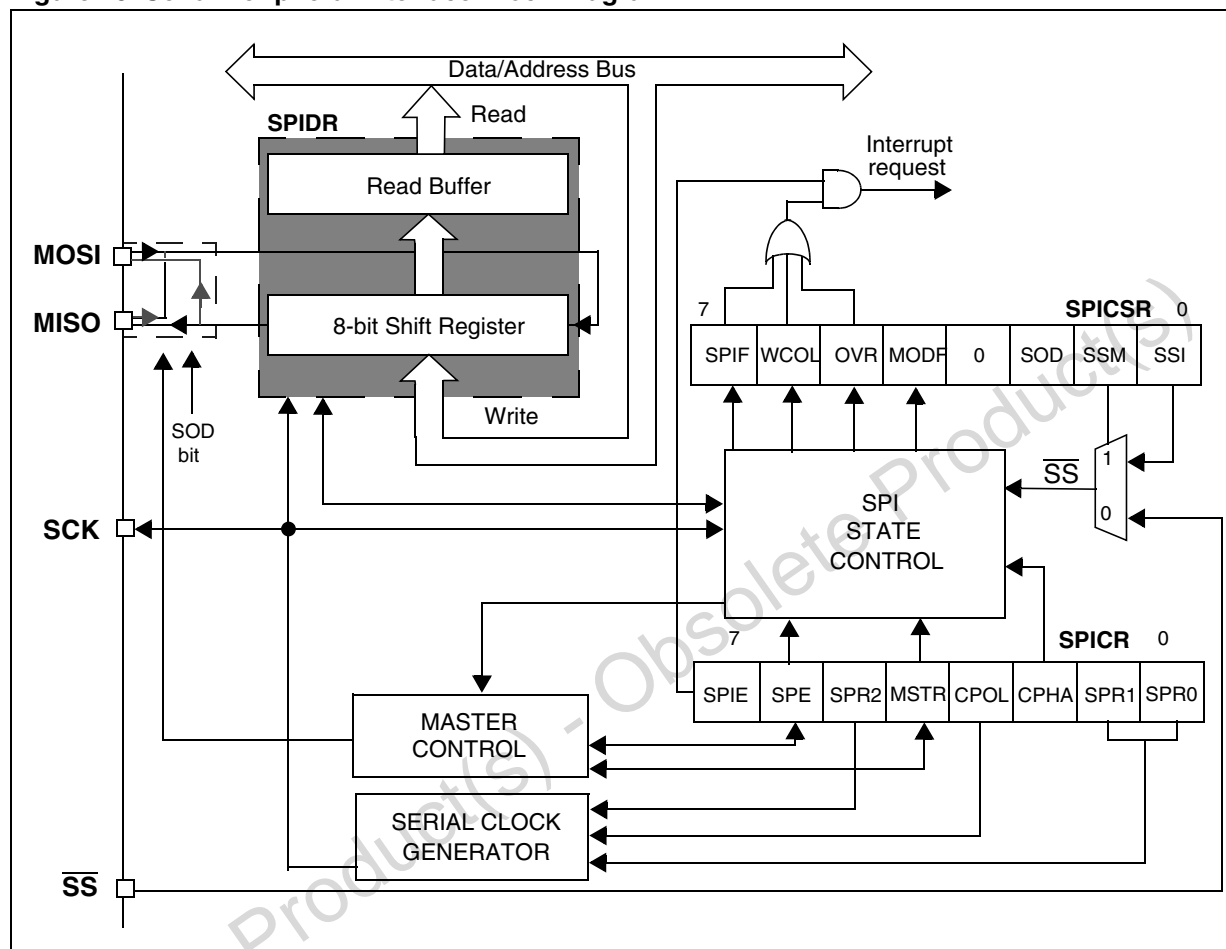 Data/Address Bus
SPIDR
Read
Read Buffer
Interrupt
request
MOSI
MISO
8-bit Shift Register
7 SPICSR 0
SPIF WCOL OVR MODF 0 SOD SSM SSI
Write
SOD
bit
1
SS
0
SCK
SPI
STATE
CONTROL
7 SPICR 0
SPIE SPE SPR2 MSTR CPOL CPHA SPR1 SPR0
MASTER
CONTROL
SERIAL CLOCK
GENERATOR
SS
Product(s) - Obsolete Product(s)